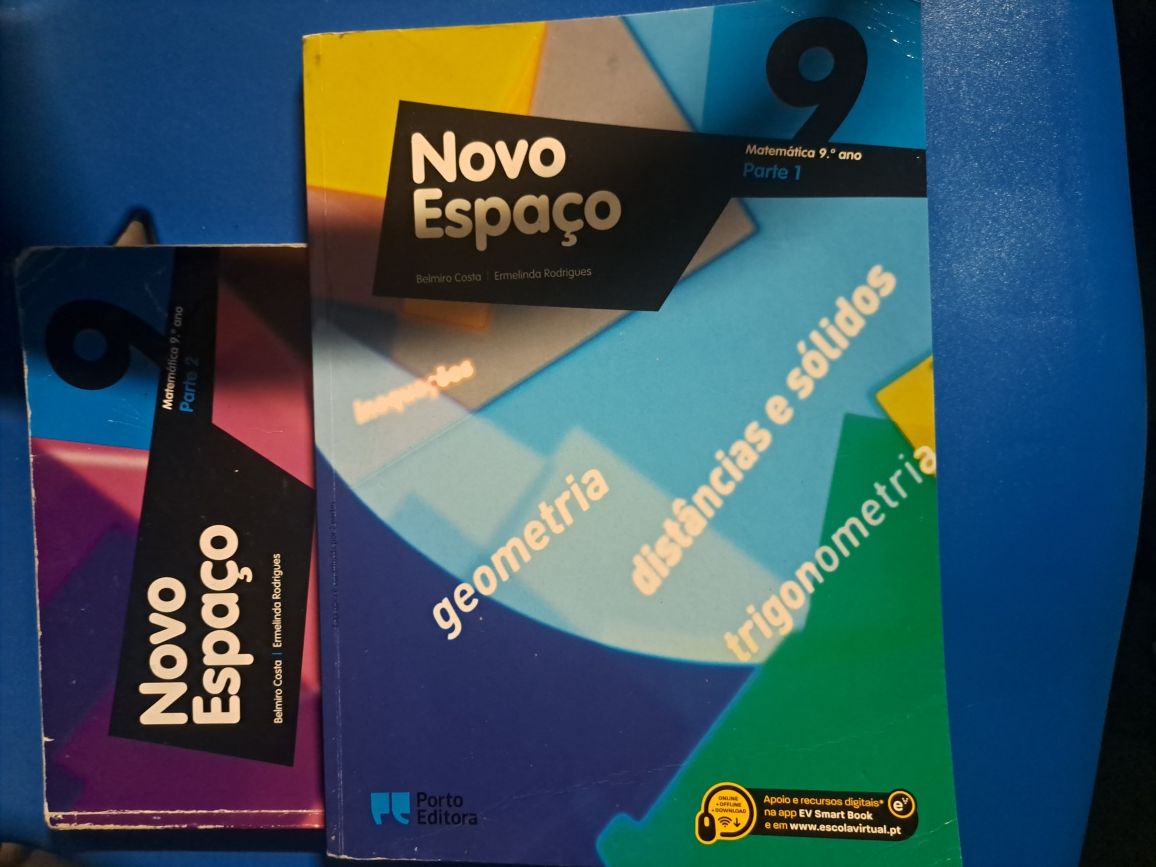 9
Matemática 9.º ano
Parte 1
Novo
Espaço
Belmiro Costa | Ermelinda Rodrigues
inequações
geometria
distâncias e sólidos
trigonometria
Porto
Editora
ONLINE
+ OFFLINE
+ DOWNLOAD
Apoio e recursos digitais*
na app EV Smart Book
e em www.escolavirtual.pt
ev
9
Matemática 9.º ano
Parte 2
Novo
Espaço
Belmiro Costa | Ermelinda Rodrigues